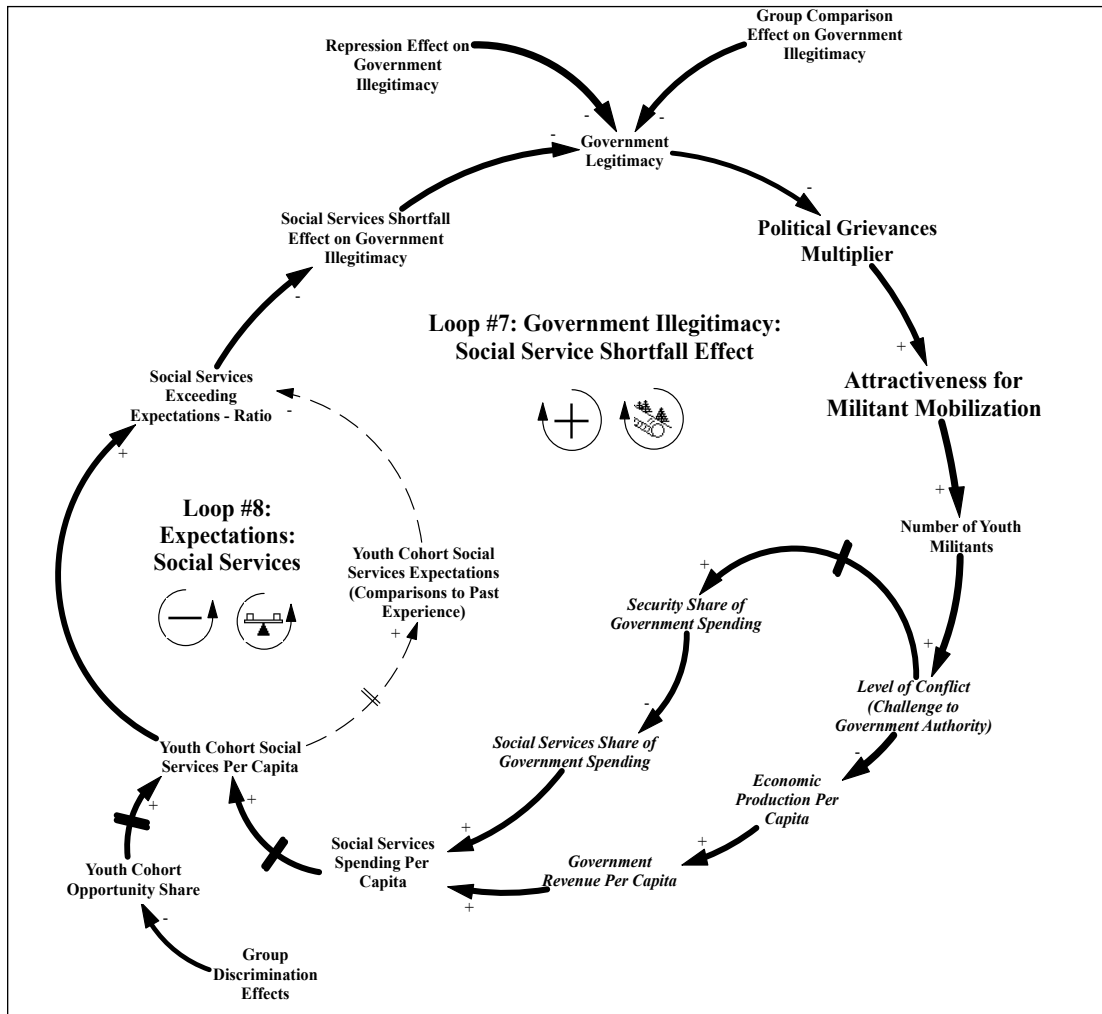 Group Comparison
Effect on Government
Illegitimacy
Repression Effect on
Government
Illegitimacy
-
-
-
Government
Legitimacy
-
Social Services Shortfall
Effect on Government
Illegitimacy
Political Grievances
Multiplier
-
Loop #7: Government Illegitimacy:
Social Service Shortfall Effect
+
Social Services
Exceeding
Expectations - Ratio
-
+
Attractiveness for
Militant Mobilization
+
Loop #8:
Expectations:
Social Services
Number of Youth
Militants
Youth Cohort Social
Services Expectations
(Comparisons to Past
Experience)
+
+
Security Share of
Government Spending
+
Level of Conflict
(Challenge to
Government Authority)
-
Social Services Share of
Government Spending
-
Youth Cohort Social
Services Per Capita
Economic
Production Per
Capita
+
+
+
+
Social Services
Spending Per
Capita
Government
Revenue Per Capita
+
Youth Cohort
Opportunity Share
-
Group
Discrimination
Effects